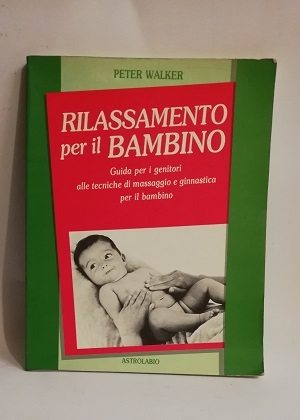 PETER WALKER
RILASSAMENTO
per il BAMBINO
Guida per i genitori
alle tecniche di massaggio e ginnastica
per il bambino
ASTROLABIO